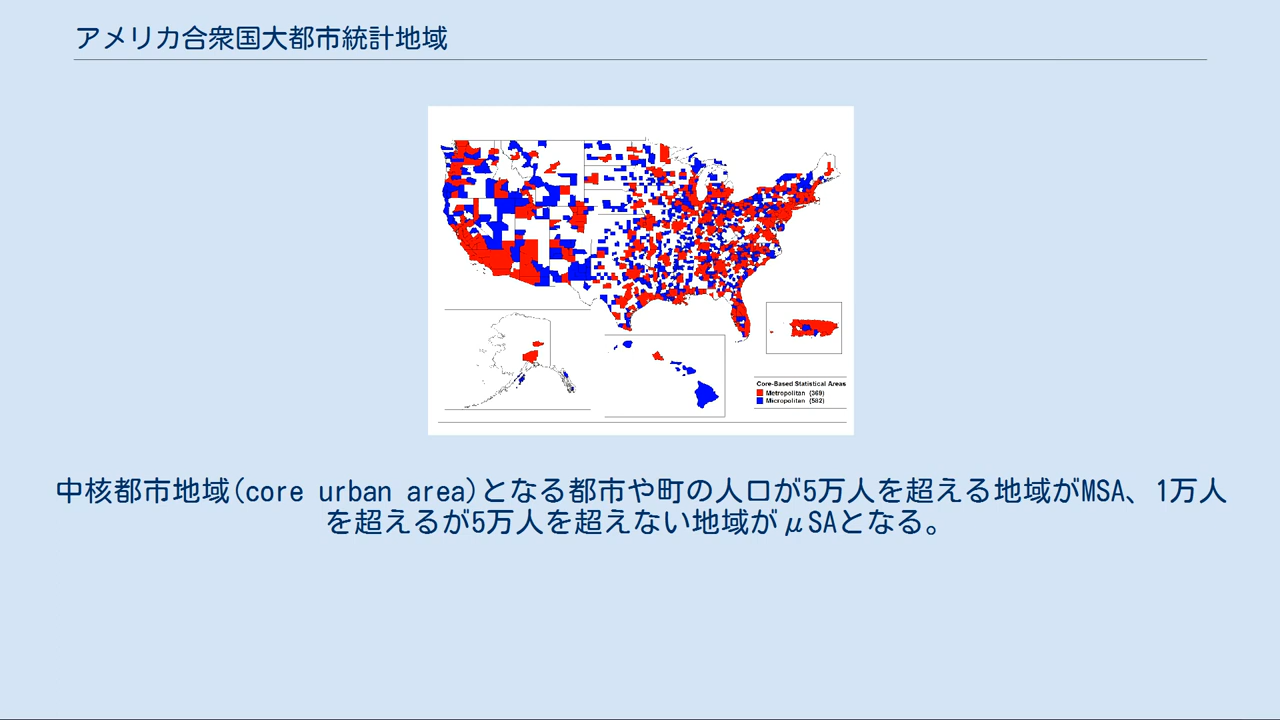 アメリカ合衆国大都市統計地域
Core-Based Statistical Areas
Metropolitan (369)
Micropolitan (582)
中核都市地域(core urban area)となる都市や町の人口が5万人を超える地域がMSA、1万人
を超えるが5万人を超えない地域がμSAとなる。